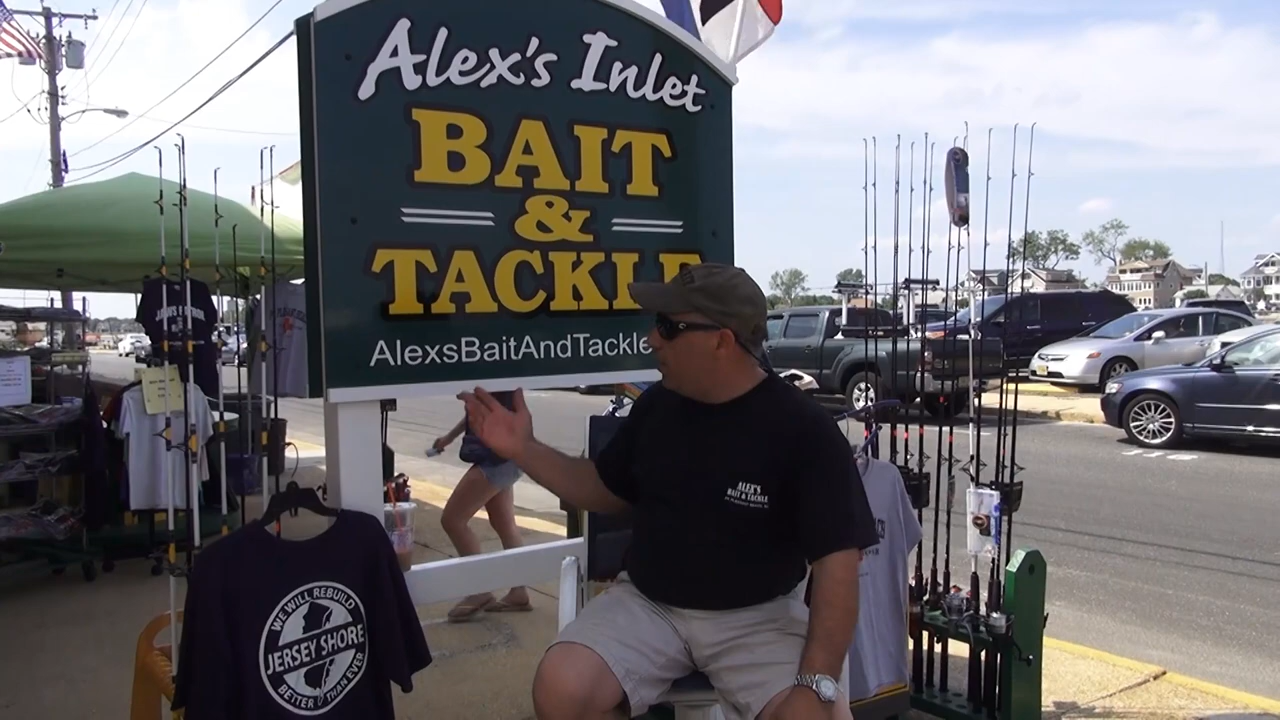 Alex's Inlet
BAIT
&
TACKLE
AlexsBaitAndTackle
ALEX'S
BAIT & TACKLE
WE WILL REBUILD
JERSEY SHORE
BETTER THAN EVER